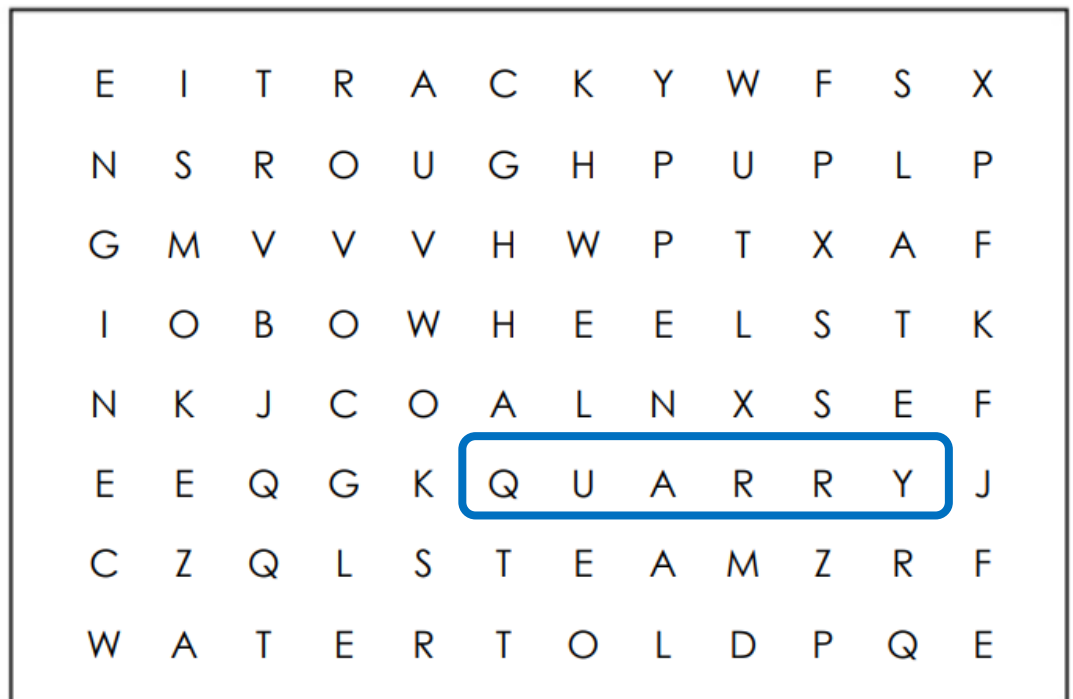 E I T R A C K Y W F S X
N S R O U G H P U P L P
G M V V V H W P T X A F
I O B O W H E E L S T K
N K J C O A L N X S E F
E E Q G K Q U A R R Y J
C Z Q L S T E A M Z R F
W A T E R T O L D P Q E